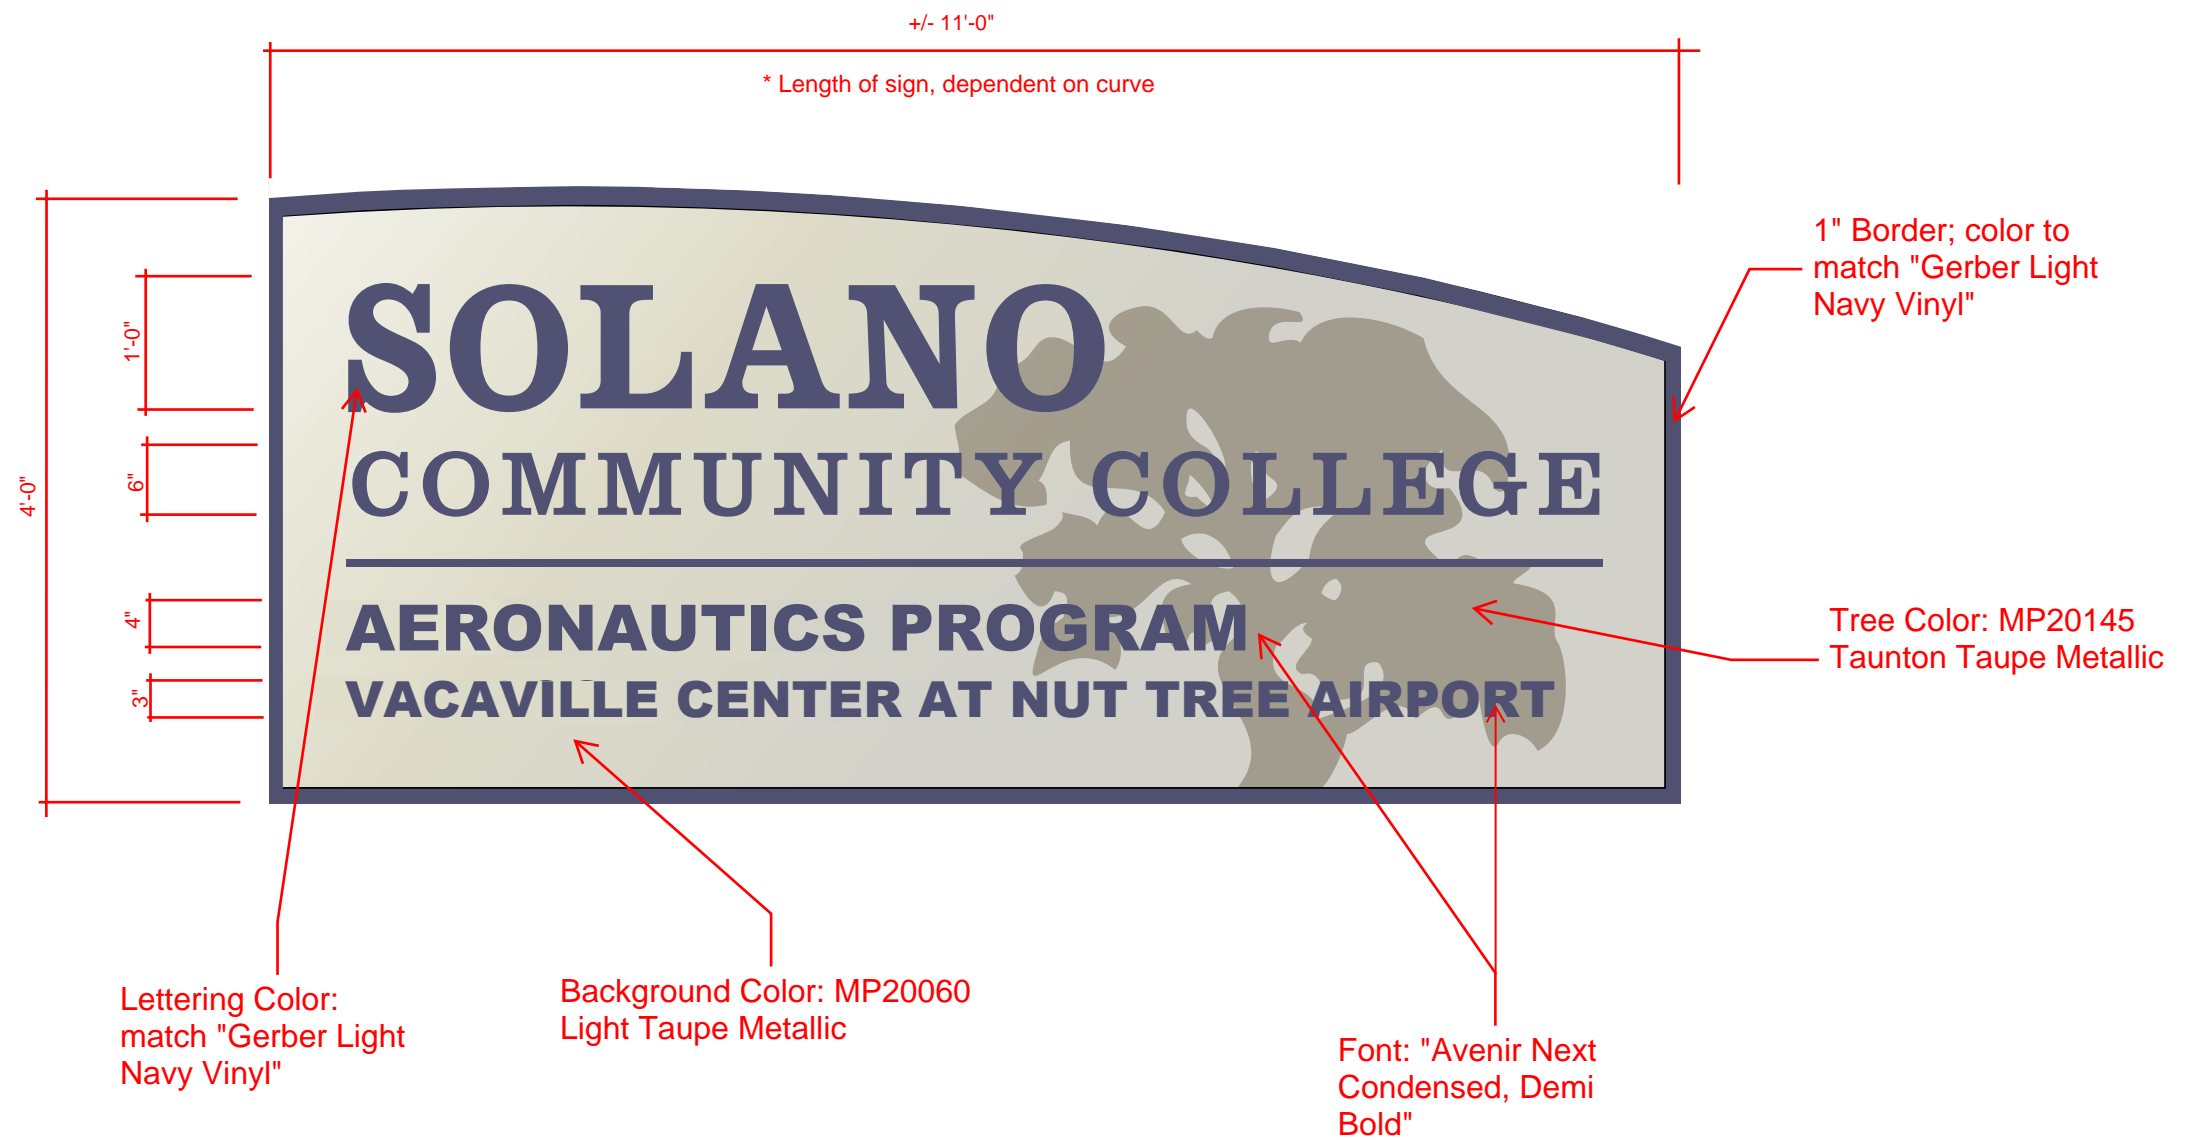 +/- 11'-0"
* Length of sign, dependent on curve
1" Border; color to
match "Gerber Light
Navy Vinyl"
4'-0"
1'-0"
6"
4"
3"
SOLANO
COMMUNITY COLLEGE
AERONAUTICS PROGRAM
VACAVILLE CENTER AT NUT TREE AIRPORT
Tree Color: MP20145
Taunton Taupe Metallic
Lettering Color:
match "Gerber Light
Navy Vinyl"
Background Color: MP20060
Light Taupe Metallic
Font: "Avenir Next
Condensed, Demi
Bold"